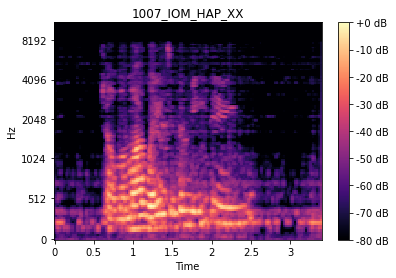 1007_IOM_HAP_XX
8192
4096
2048
1024
512
0
Hz
0 0.5 1 1.5 2 2.5 3
Time
+0 dB
-10 dB
-20 dB
-30 dB
-40 dB
-50 dB
-60 dB
-70 dB
-80 dB